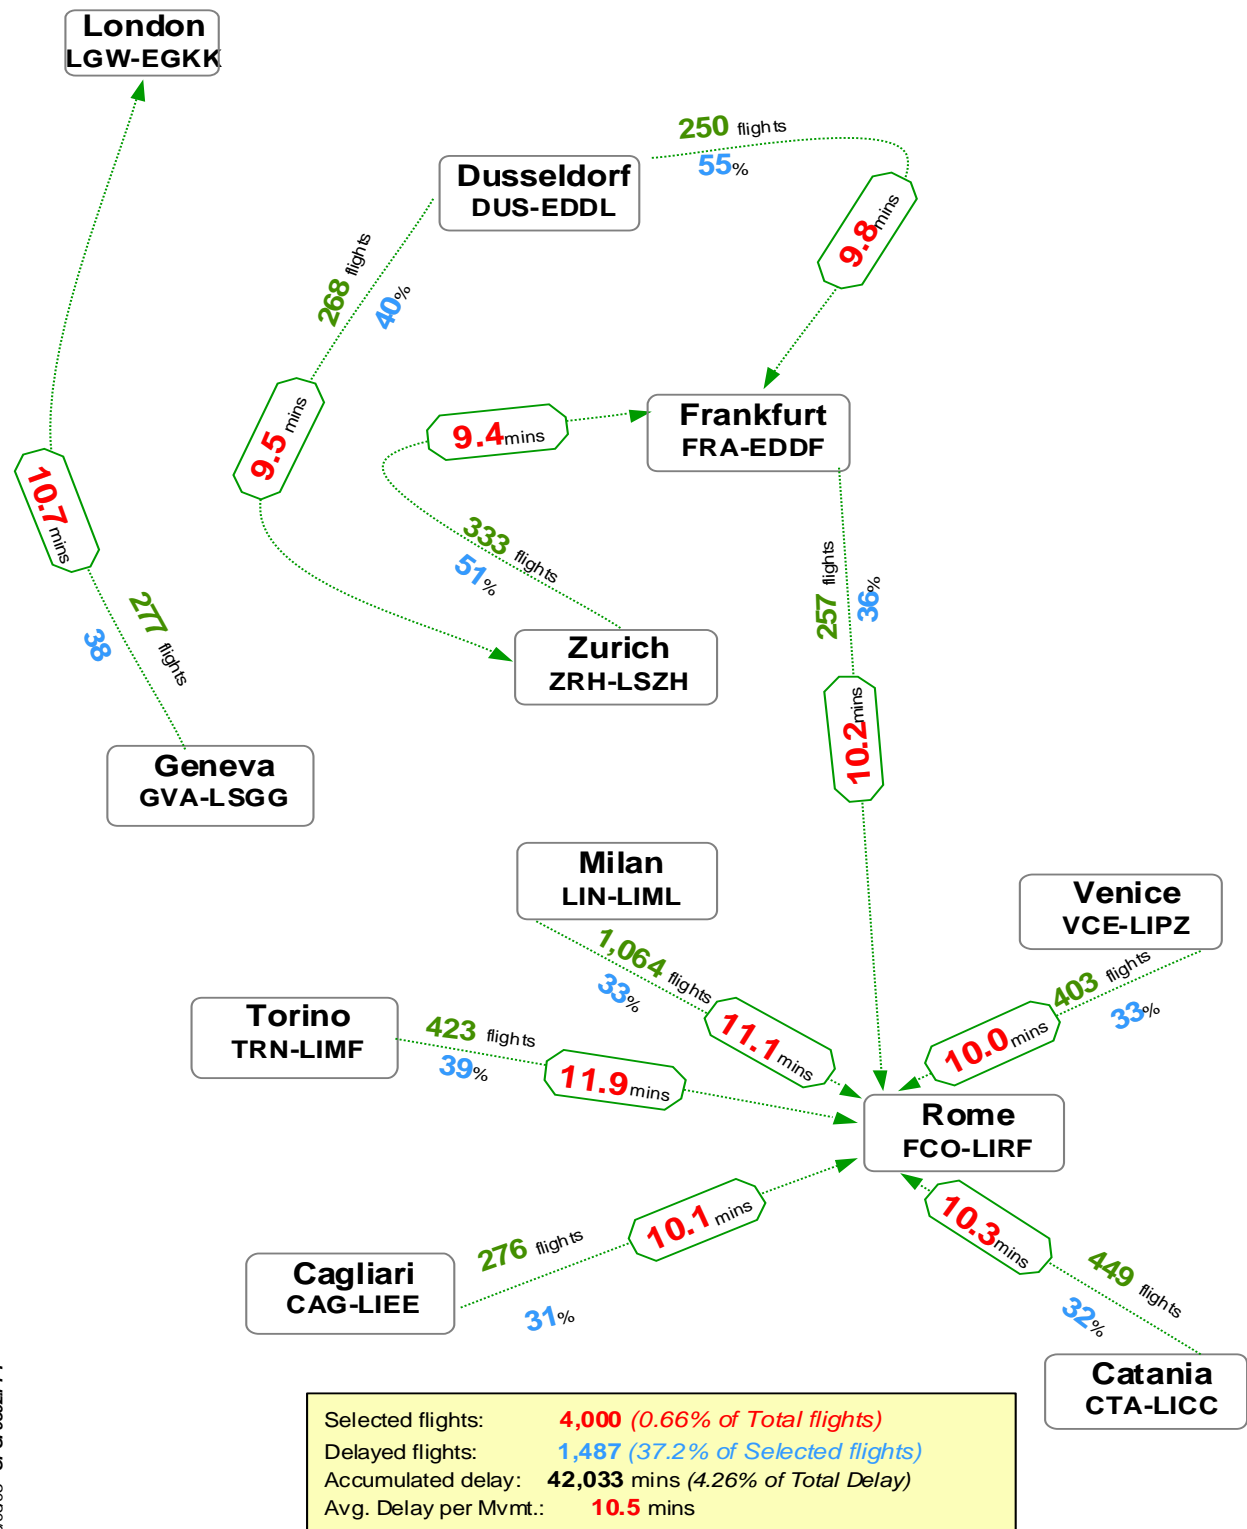 London
LGW-EGKK
250 flights
55%
Dusseldorf
DUS-EDDL
9.8 mins
268 flights
40%
9.5 mins
9.4 mins
Frankfurt
FRA-EDDF
10.7 mins
333 flights
51%
257 flights
36%
277 flights
38
Zurich
ZRH-LSZH
10.2 mins
Geneva
GVA-LSGG
Milan
LIN-LIML
Venice
VCE-LIPZ
1,064 flights
33%
403 flights
33%
Torino
TRN-LIMF
423 flights
39%
11.1 mins
10.0 mins
11.9 mins
Rome
FCO-LIRF
10.1 mins
10.3 mins
276 flights
31%
Cagliari
CAG-LIEE
449 flights
32%
Catania
CTA-LICC
Selected flights: 4,000 (0.66% of Total flights)
Delayed flights: 1,487 (37.2% of Selected flights)
Accumulated delay: 42,033 mins (4.26% of Total Delay)
Avg. Delay per Mvmt.: 10.5 mins